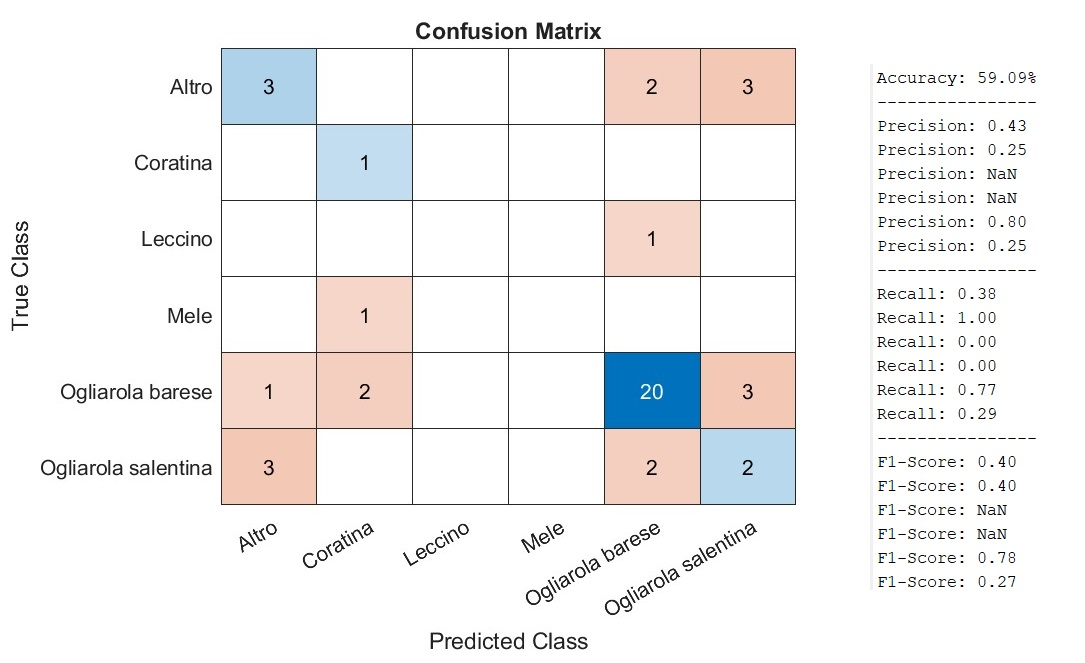 Confusion Matrix
Altro 3 2 3
Coratina 1
Leccino 1
Mele 1
Ogliarola barese 1 2 20 3
Ogliarola salentina 3 2 2
True Class
Altro Coratina Leccino Mele Ogliarola barese Ogliarola salentina
Predicted Class
Accuracy: 59.09%
----------------
Precision: 0.43
Precision: 0.25
Precision: NaN
Precision: NaN
Precision: 0.80
Precision: 0.25
----------------
Recall: 0.38
Recall: 1.00
Recall: 0.00
Recall: 0.00
Recall: 0.77
Recall: 0.29
----------------
F1-Score: 0.40
F1-Score: 0.40
F1-Score: NaN
F1-Score: NaN
F1-Score: 0.78
F1-Score: 0.27